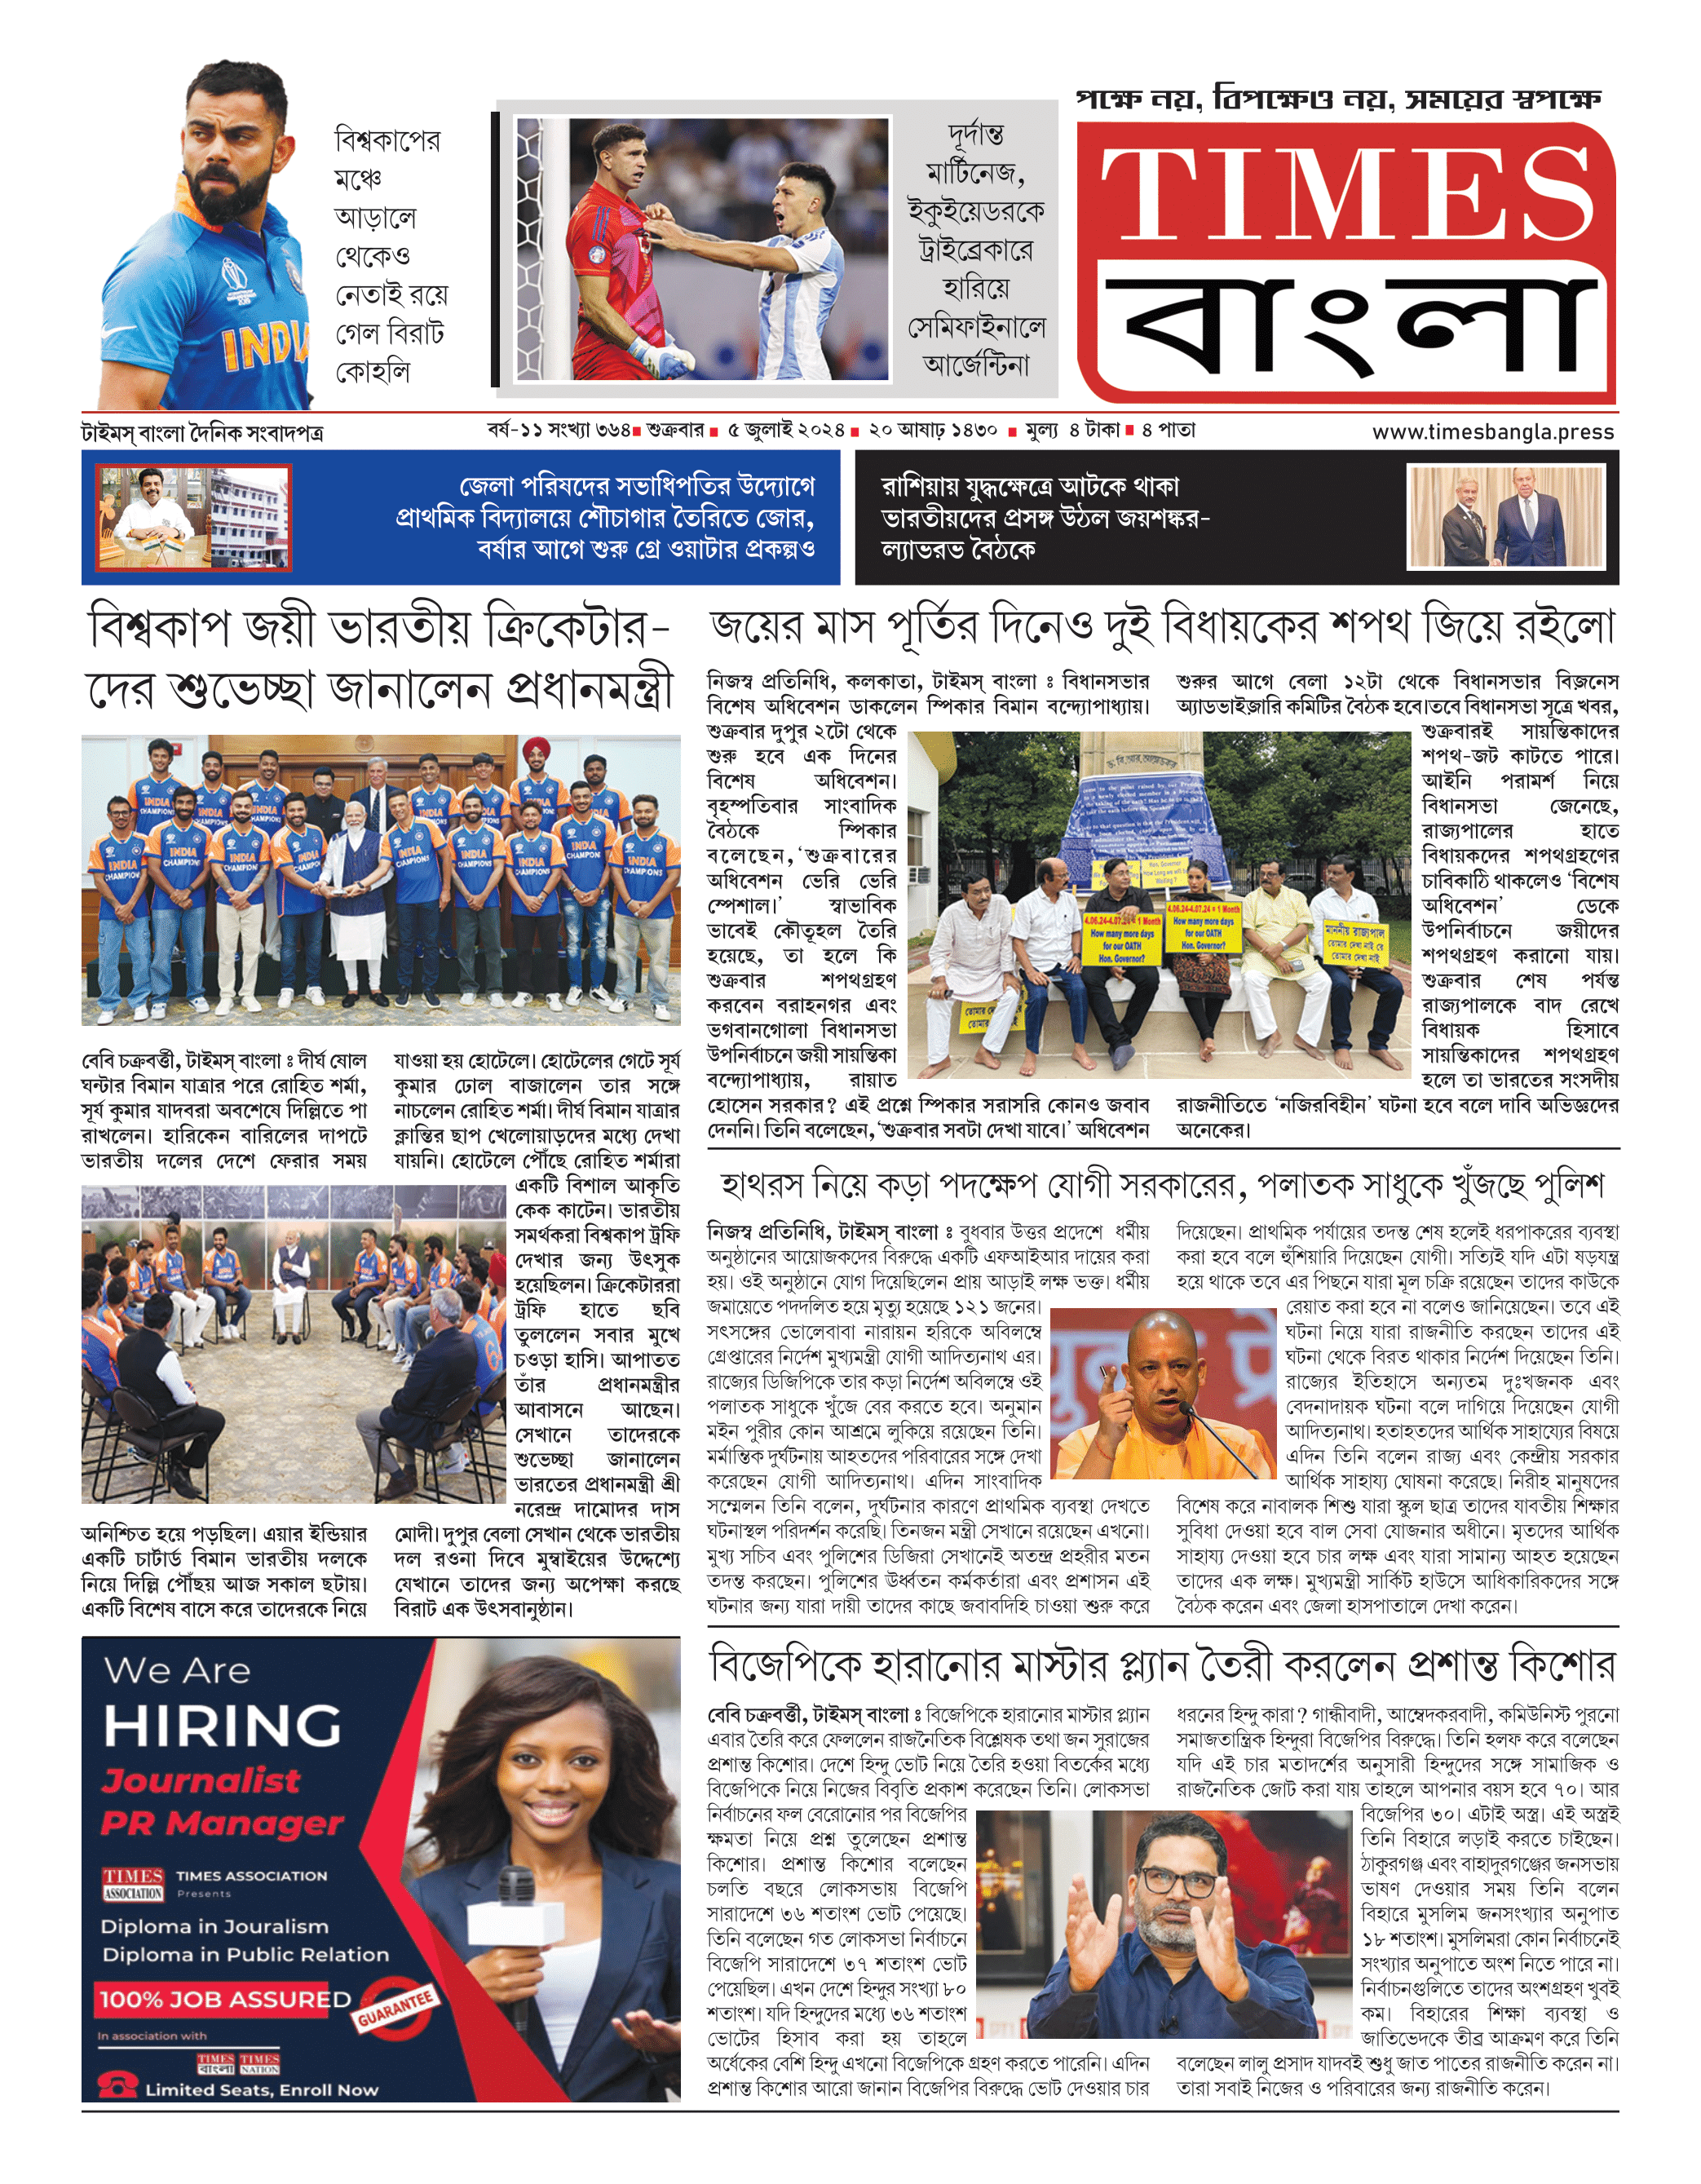 বিশ্বকাপের
মঞ্চে
আড়ালে
থেকেও
নেতাই রয়ে
গেল বিরাট
কোহলি
INDIA
দূর্দান্ত
মার্টিনেজ,
ইকুইয়েডরকে
ট্রাইব্রেকারে
হারিয়ে
সেমিফাইনালে
আর্জেন্টিনা
পক্ষে নয়, বিপক্ষেও নয়, সময়ের স্বপক্ষে
TIMES
বাংলা
টাইমস্ বাংলা দৈনিক সংবাদপত্র
বর্ষ-১১ সংখ্যা ৩৬৪ শুক্রবার ৫ জুলাই ২০২৪ ২০ আষাঢ় ১৪৩০ মূল্য ৪ টাকা ৪ পাতা
www.timesbangla.press
জেলা পরিষদের সভাধিপতির উদ্যোগে
প্রাথমিক বিদ্যালয়ে শৌচাগার তৈরিতে জোর,
বর্ষার আগে শুরু গ্রে ওয়াটার প্রকল্পও
রাশিয়ায় যুদ্ধক্ষেত্রে আটকে থাকা
ভারতীয়দের প্রসঙ্গ উঠল জয়শঙ্কর-
ল্যাভরভ বৈঠকে
বিশ্বকাপ জয়ী ভারতীয় ক্রিকেটার-
দের শুভেচ্ছা জানালেন প্রধানমন্ত্রী
বেবি চক্রবর্ত্তী, টাইমস্ বাংলা ঃ দীর্ঘ ষোল
ঘন্টার বিমান যাত্রার পরে রোহিত শর্মা,
সূর্য কুমার যাদবরা অবশেষে দিল্লিতে পা
রাখলেন। হারিকেন বারিলের দাপটে
ভারতীয় দলের দেশে ফেরার সময়
অনিশ্চিত হয়ে পড়ছিল। এয়ার ইন্ডিয়ার
একটি চার্টার্ড বিমান ভারতীয় দলকে
নিয়ে দিল্লি পৌঁছয় আজ সকাল ছটায়।
একটি বিশেষ বাসে করে তাদেরকে নিয়ে
যাওয়া হয় হোটেলে। হোটেলের গেটে সূর্য
কুমার ঢোল বাজালেন তার সঙ্গে
নাচলেন রোহিত শর্মা। দীর্ঘ বিমান যাত্রার
ক্লান্তির ছাপ খেলোয়াড়দের মধ্যে দেখা
যায়নি। হোটেলে পৌঁছে রোহিত শর্মারা
একটি বিশাল আকৃতি
কেক কাটেন। ভারতীয়
সমর্থকরা বিশ্বকাপ ট্রফি
দেখার জন্য উৎসুক
হয়েছিলন। ক্রিকেটাররা
ট্রফি হাতে ছবি
তুললেন সবার মুখে
চওড়া হাসি। আপাতত
তাঁর প্রধানমন্ত্রীর
আবাসনে আছেন।
সেখানে তাদেরকে
শুভেচ্ছা জানালেন
ভারতের প্রধানমন্ত্রী শ্রী
নরেন্দ্র দামোদর দাস
মোদী। দুপুর বেলা সেখান থেকে ভারতীয়
দল রওনা দিবে মুম্বাইয়ের উদ্দেশ্যে
যেখানে তাদের জন্য অপেক্ষা করছে
বিরাট এক উৎসবানুষ্ঠান।
জয়ের মাস পূর্তির দিনেও দুই বিধায়কের শপথ জিয়ে রইলো
নিজস্ব প্রতিনিধি, কলকাতা, টাইমস্ বাংলা ঃ বিধানসভার
বিশেষ অধিবেশন ডাকলেন স্পিকার বিমান বন্দ্যোপাধ্যায়।
শুক্রবার দুপুর ২টো থেকে
শুরু হবে এক দিনের
বিশেষ অধিবেশন।
বৃহস্পতিবার সাংবাদিক
বৈঠকে স্পিকার
বলেছেন,‘শুক্রবারের
অধিবেশন ভেরি ভেরি
স্পেশাল।’ স্বাভাবিক
ভাবেই কৌতূহল তৈরি
হয়েছে, তা হলে কি
শুক্রবার শপথগ্রহণ
করবেন বরাহনগর এবং
ভগবানগোলা বিধানসভা
উপনির্বাচনে জয়ী সায়ন্তিকা
বন্দ্যোপাধ্যায়, রায়াত
হোসেন সরকার? এই প্রশ্নে স্পিকার সরাসরি কোনও জবাব
দেননি। তিনি বলেছেন,‘শুক্রবার সবটা দেখা যাবে।’ অধিবেশন
শুরুর আগে বেলা ১২টা থেকে বিধানসভার বিজ়নেস
অ্যাডভাইজ়ারি কমিটির বৈঠক হবে।তবে বিধানসভা সূত্রে খবর,
শুক্রবারই সায়ন্তিকাদের
শপথ-জট কাটতে পারে।
আইনি পরামর্শ নিয়ে
বিধানসভা জেনেছে,
রাজ্যপালের হাতে
বিধায়কদের শপথগ্রহণের
চাবিকাঠি থাকলেও ‘বিশেষ
অধিবেশন’ ডেকে
উপনির্বাচনে জয়ীদের
শপথগ্রহণ করানো যায়।
শুক্রবার শেষ পর্যন্ত
রাজ্যপালকে বাদ রেখে
বিধায়ক হিসাবে
সায়ন্তিকাদের শপথগ্রহণ
হলে তা ভারতের সংসদীয়
রাজনীতিতে ‘নজিরবিহীন’ ঘটনা হবে বলে দাবি অভিজ্ঞদের
অনেকের।
4.06.24-4.07.24 = 1 Month
How many more days
for our OATH
Hon. Governor?
4.06.24-4.07.24 = 1 Month
How many more days
for our OATH
Hon. Governor?
মাননীয় রাজ্যপাল
তোমার দেখা নাই রে
তোমার দেখা নাই
হাথরস নিয়ে কড়া পদক্ষেপ যোগী সরকারের, পলাতক সাধুকে খুঁজছে পুলিশ
নিজস্ব প্রতিনিধি, টাইমস্ বাংলা ঃ বুধবার উত্তর প্রদেশে ধর্মীয়
অনুষ্ঠানের আয়োজকদের বিরুদ্ধে একটি এফআইআর দায়ের করা
হয়। ওই অনুষ্ঠানে যোগ দিয়েছিলেন প্রায় আড়াই লক্ষ ভক্ত। ধর্মীয়
জমায়েতে পদদলিত হয়ে মৃত্যু হয়েছে ১২১ জনের।
সৎসঙ্গের ভোলেবাবা নারায়ন হরিকে অবিলম্বে
গ্রেপ্তারের নির্দেশ মুখ্যমন্ত্রী যোগী আদিত্যনাথ এর।
রাজ্যের ডিজিপিকে তার কড়া নির্দেশ অবিলম্বে ওই
পলাতক সাধুকে খুঁজে বের করতে হবে। অনুমান
মইন পুরীর কোন আশ্রমে লুকিয়ে রয়েছেন তিনি।
মর্মান্তিক দুর্ঘটনায় আহতদের পরিবারের সঙ্গে দেখা
করেছেন যোগী আদিত্যনাথ। এদিন সাংবাদিক
সম্মেলন তিনি বলেন, দুর্ঘটনার কারণে প্রাথমিক ব্যবস্থা দেখতে
ঘটনাস্থল পরিদর্শন করেছি। তিনজন মন্ত্রী সেখানে রয়েছেন এখনো।
মুখ্য সচিব এবং পুলিশের ডিজিরা সেখানেই অতন্দ্র প্রহরীর মতন
তদন্ত করছেন। পুলিশের ঊর্ধ্বতন কর্মকর্তারা এবং প্রশাসন এই
ঘটনার জন্য যারা দায়ী তাদের কাছে জবাবদিহি চাওয়া শুরু করে
দিয়েছেন। প্রাথমিক পর্যায়ের তদন্ত শেষ হলেই ধরপাকরের ব্যবস্থা
করা হবে বলে হুঁশিয়ারি দিয়েছেন যোগী। সত্যিই যদি এটা ষড়যন্ত্র
হয়ে থাকে তবে এর পিছনে যারা মূল চক্রি রয়েছেন তাদের কাউকে
রেয়াত করা হবে না বলেও জানিয়েছেন। তবে এই
ঘটনা নিয়ে যারা রাজনীতি করছেন তাদের এই
ঘটনা থেকে বিরত থাকার নির্দেশ দিয়েছেন তিনি।
রাজ্যের ইতিহাসে অন্যতম দুঃখজনক এবং
বেদনাদায়ক ঘটনা বলে দাগিয়ে দিয়েছেন যোগী
আদিত্যনাথ। হতাহতদের আর্থিক সাহায্যের বিষয়ে
এদিন তিনি বলেন রাজ্য এবং কেন্দ্রীয় সরকার
আর্থিক সাহায্য ঘোষনা করেছে। নিরীহ মানুষদের
বিশেষ করে নাবালক শিশু যারা স্কুল ছাত্র তাদের যাবতীয় শিক্ষার
সুবিধা দেওয়া হবে বাল সেবা যোজনার অধীনে। মৃতদের আর্থিক
সাহায্য দেওয়া হবে চার লক্ষ এবং যারা সামান্য আহত হয়েছেন
তাদের এক লক্ষ। মুখ্যমন্ত্রী সার্কিট হাউসে আধিকারিকদের সঙ্গে
বৈঠক করেন এবং জেলা হাসপাতালে দেখা করেন।
বিজেপিকে হারানোর মাস্টার প্ল্যান তৈরী করলেন প্রশান্ত কিশোর
বেবি চক্রবর্ত্তী, টাইমস্ বাংলা ঃ বিজেপিকে হারানোর মাস্টার প্ল্যান
এবার তৈরি করে ফেললেন রাজনৈতিক বিশ্লেষক তথা জন সুরাজের
প্রশান্ত কিশোর। দেশে হিন্দু ভোট নিয়ে তৈরি হওয়া বিতর্কের মধ্যে
বিজেপিকে নিয়ে নিজের বিবৃতি প্রকাশ করেছেন তিনি। লোকসভা
নির্বাচনের ফল বেরোনোর পর বিজেপির
ক্ষমতা নিয়ে প্রশ্ন তুলেছেন প্রশান্ত
কিশোর। প্রশান্ত কিশোর বলেছেন
চলতি বছরে লোকসভায় বিজেপি
সারাদেশে ৩৬ শতাংশ ভোট পেয়েছে।
তিনি বলেছেন গত লোকসভা নির্বাচনে
বিজেপি সারাদেশে ৩৭ শতাংশ ভোট
পেয়েছিল। এখন দেশে হিন্দুর সংখ্যা ৮০
শতাংশ। যদি হিন্দুদের মধ্যে ৩৬ শতাংশ
ভোটের হিসাব করা হয় তাহলে
অর্ধেকের বেশি হিন্দু এখনো বিজেপিকে গ্রহণ করতে পারেনি। এদিন
প্রশান্ত কিশোর আরো জানান বিজেপির বিরুদ্ধে ভোট দেওয়ার চার
ধরনের হিন্দু কারা? গান্ধীবাদী, আম্বেদকরবাদী, কমিউনিস্ট পুরনো
সমাজতান্ত্রিক হিন্দুরা বিজেপির বিরুদ্ধে। তিনি হলফ করে বলেছেন
যদি এই চার মতাদর্শের অনুসারী হিন্দুদের সঙ্গে সামাজিক ও
রাজনৈতিক জোট করা যায় তাহলে আপনার বয়স হবে ৭০। আর
বিজেপির ৩০। এটাই অস্ত্র। এই অস্ত্রই
তিনি বিহারে লড়াই করতে চাইছেন।
ঠাকুরগঞ্জ এবং বাহাদুরগঞ্জের জনসভায়
ভাষণ দেওয়ার সময় তিনি বলেন
বিহারে মুসলিম জনসংখ্যার অনুপাত
১৮ শতাংশ। মুসলিমরা কোন নির্বাচনেই
সংখ্যার অনুপাতে অংশ নিতে পারে না।
নির্বাচনগুলিতে তাদের অংশগ্রহণ খুবই
কম। বিহারের শিক্ষা ব্যবস্থা ও
জাতিভেদকে তীব্র আক্রমণ করে তিনি
বলেছেন লালু প্রসাদ যাদবই শুধু জাত পাতের রাজনীতি করেন না।
তারা সবাই নিজের ও পরিবারের জন্য রাজনীতি করেন।
We Are
HIRING
Journalist
PR Manager
TIMES
ASSOCIATION
TIMES ASSOCIATION
Presents
Diploma in Jouralism
Diploma in Public Relation
100% JOB ASSURED
GUARANTEE
In association with
TIMES
বাংলা
TIMES
NATION
Limited Seats, Enroll Now